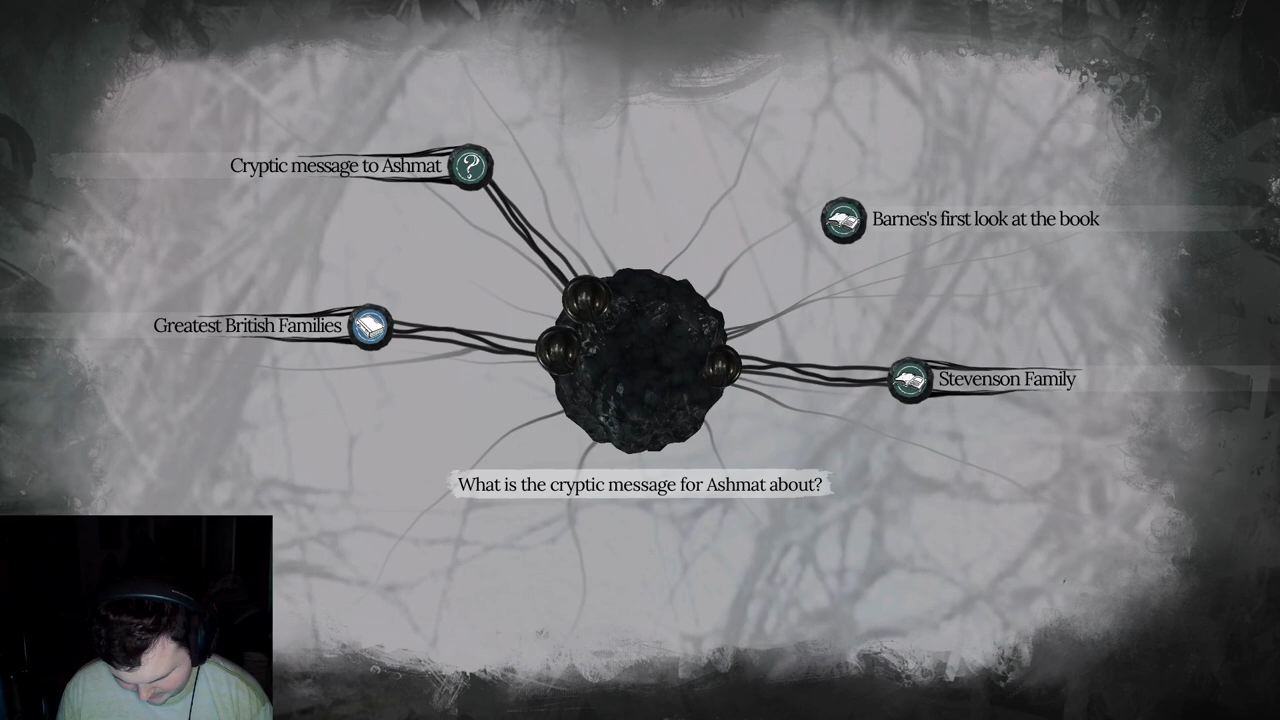 Cryptic message to Ashmat
Barnes's first look at the book
Greatest British Families
Stevenson Family
What is the cryptic message for Ashmat about?